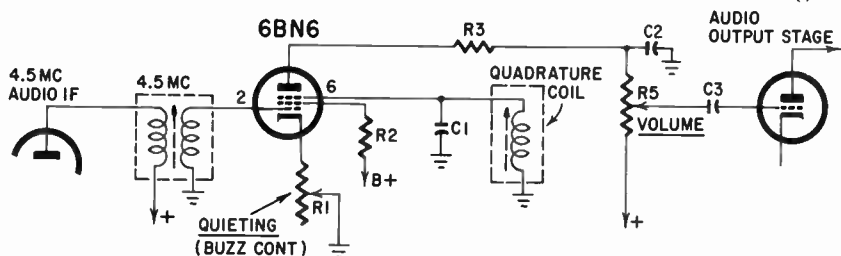 6BN6
R3
C2
AUDIO
OUTPUT STAGE
4.5 MC
AUDIO IF
4.5 MC
2
6
QUADRATURE
COIL
R5
C3
VOLUME
R2
C1
B+
R1
+
QUIETING
(BUZZ CONT)
+